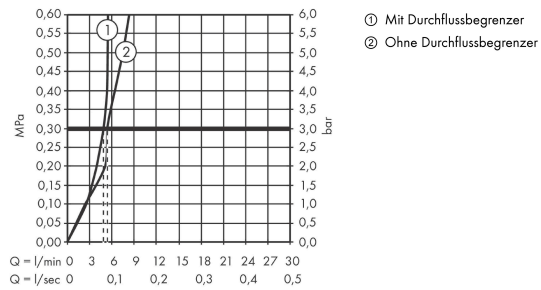 0,60 6,0
0,55 5,5
0,50 5,0
0,45 4,5
0,40 4,0
0,35 3,5
0,30 3,0
0,25 2,5
0,20 2,0
0,15 1,5
0,10 1,0
0,05 0,5
0,00 0,0
MPa
bar
①
②
Q = l/min 0 3 6 9 12 15 18 21 24 27 30
Q = l/sec 0 0,1 0,2 0,3 0,4 0,5
① Mit Durchflussbegrenzer
② Ohne Durchflussbegrenzer